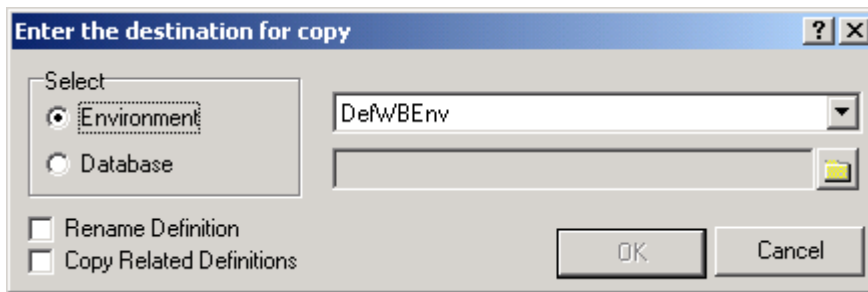 Enter the destination for copy
Select
Environment
DefWBEnv
Database
Rename Definition
Copy Related Definitions
OK
Cancel